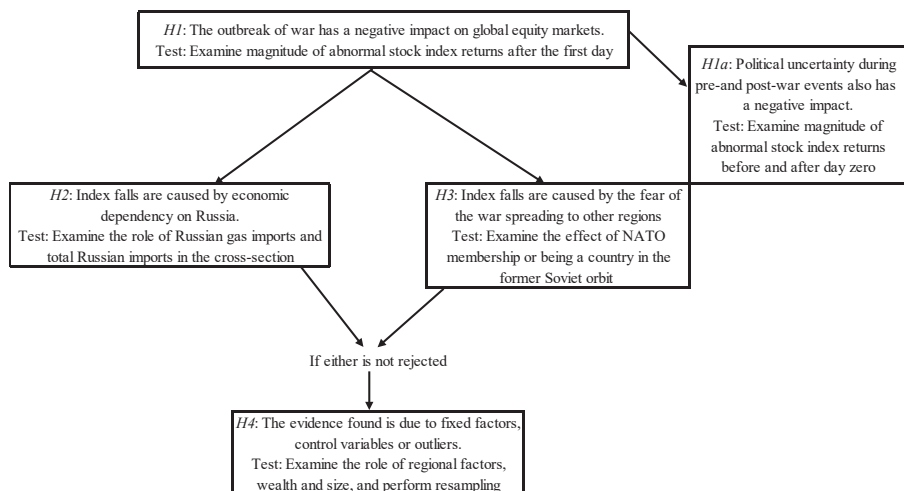 H1: The outbreak of war has a negative impact on global equity markets.
Test: Examine magnitude of abnormal stock index returns after the first day
H1a: Political uncertainty during
pre-and post-war events also has
a negative impact.
Test: Examine magnitude of
abnormal stock index returns
before and after day zero
H2: Index falls are caused by economic
dependency on Russia.
Test: Examine the role of Russian gas imports and
total Russian imports in the cross-section
H3: Index falls are caused by the fear of
the war spreading to other regions
Test: Examine the effect of NATO
membership or being a country in the
former Soviet orbit
If either is not rejected
H4: The evidence found is due to fixed factors,
control variables or outliers.
Test: Examine the role of regional factors,
wealth and size, and perform resampling